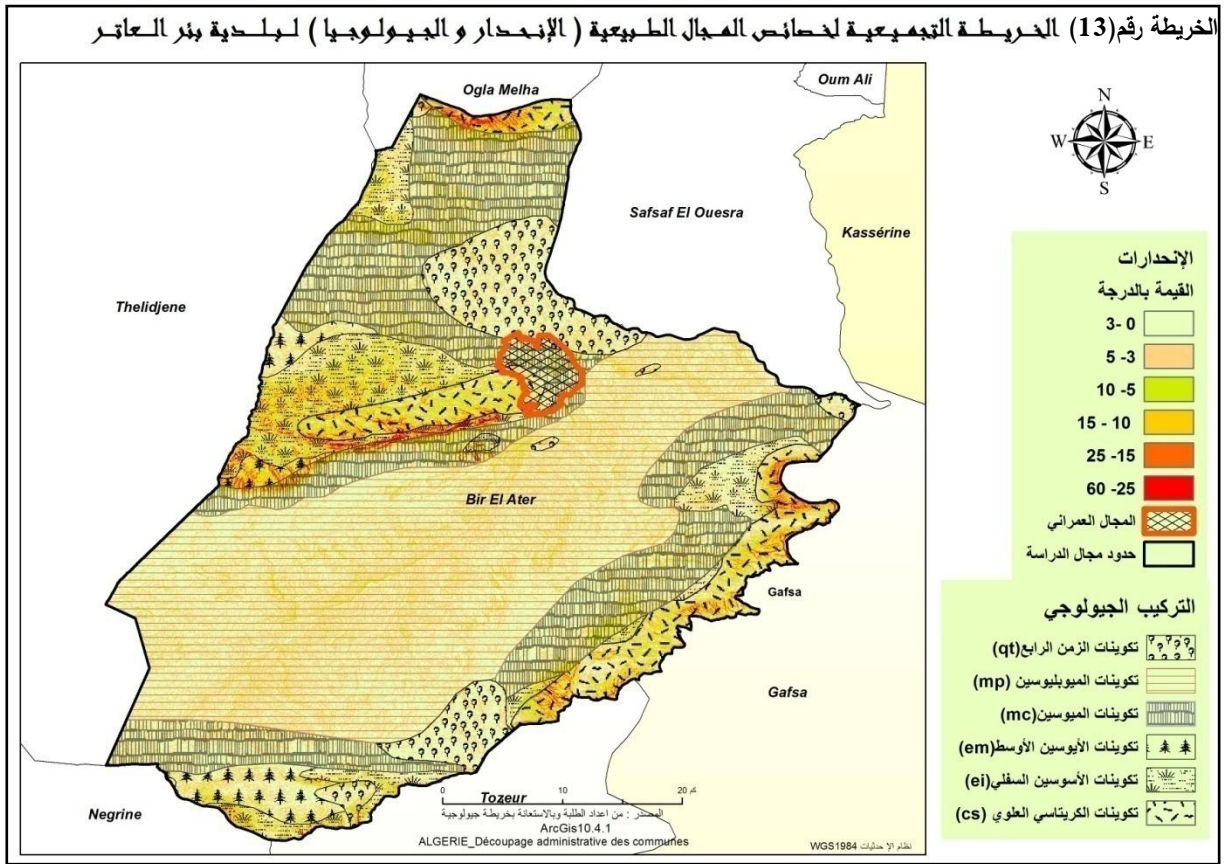 الخريطة رقم(13) الخريطة التجميعية لخصائص المجال الطبيعية ( الإنحدار و الجيولوجيا ) لبلدية بئر العاتر
Ogla Melha
Oum Ali
N
W E
S
Safsaf El Ouesra
Kassérine
Thelidjene
Bir El Ater
Gafsa
Gafsa
Negrine
Tozeur
الإنحدارات
القيمة بالدرجة
3- 0
5 -3
10 -5
15 - 10
25 -15
60 -25
المجال العمراني
حدود مجال الدراسة
التركيب الجيولوجي
تكوينات الزمن الرابع(qt)
تكوينات الميوبليوسين (mp)
تكوينات الميوسين(mc)
تكوينات الأيوسين الأوسط(em)
تكوينات الأسوسين السفلي(ei)
تكوينات الكريتاسي العلوي (cs)
0 10 20 كم
المصدر : من اعداد الطلبة وبالاستعانة بخريطة جيولوجية
ArcGis10.4.1
ALGERIE_Découpage administrative des communes
نظام الإحداثيات WGS1984